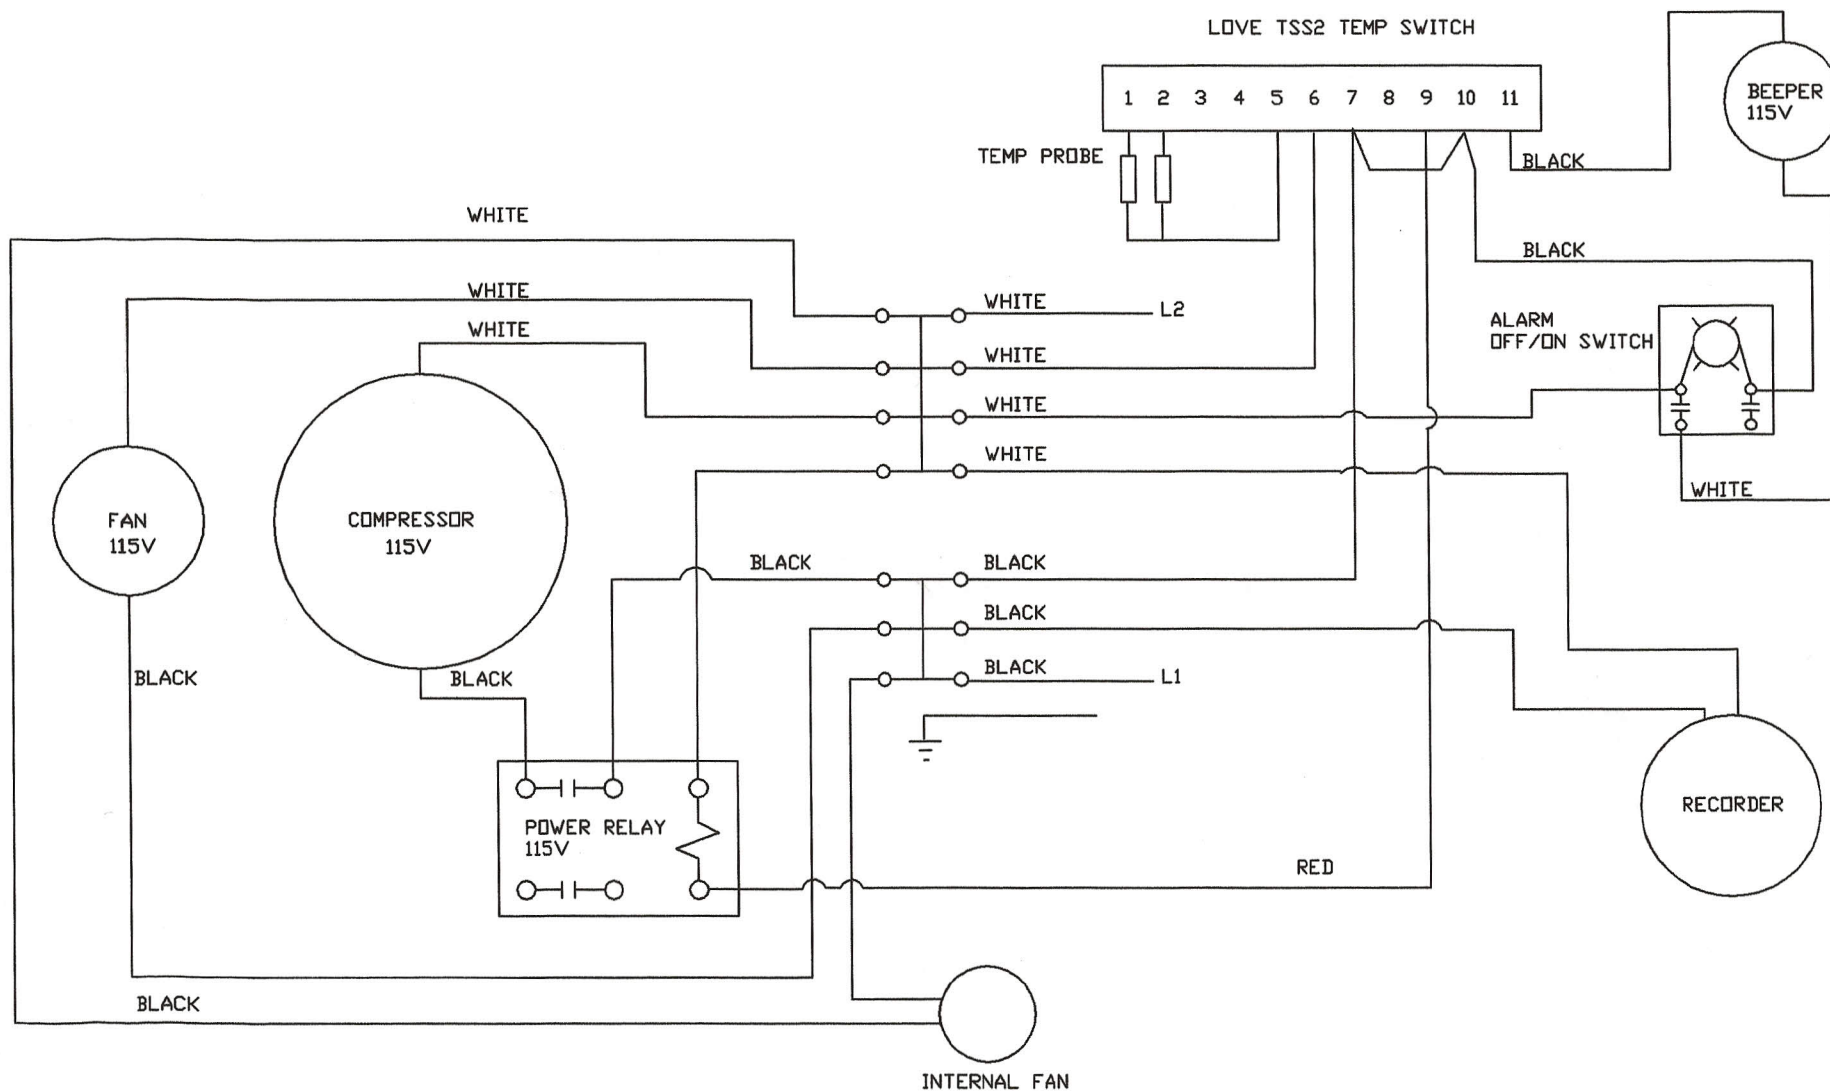 LOVE TSS2 TEMP SWITCH
1 2 3 4 5 6 7 8 9 10 11
BEEPER
115V
TEMP PROBE
BLACK
WHITE
BLACK
WHITE
WHITE
L2
WHITE
ALARM
OFF/ON SWITCH
WHITE
WHITE
WHITE
WHITE
FAN
115V
COMPRESSOR
115V
BLACK
BLACK
BLACK
BLACK
BLACK
BLACK
L1
RECORDER
POWER RELAY
115V
RED
BLACK
INTERNAL FAN